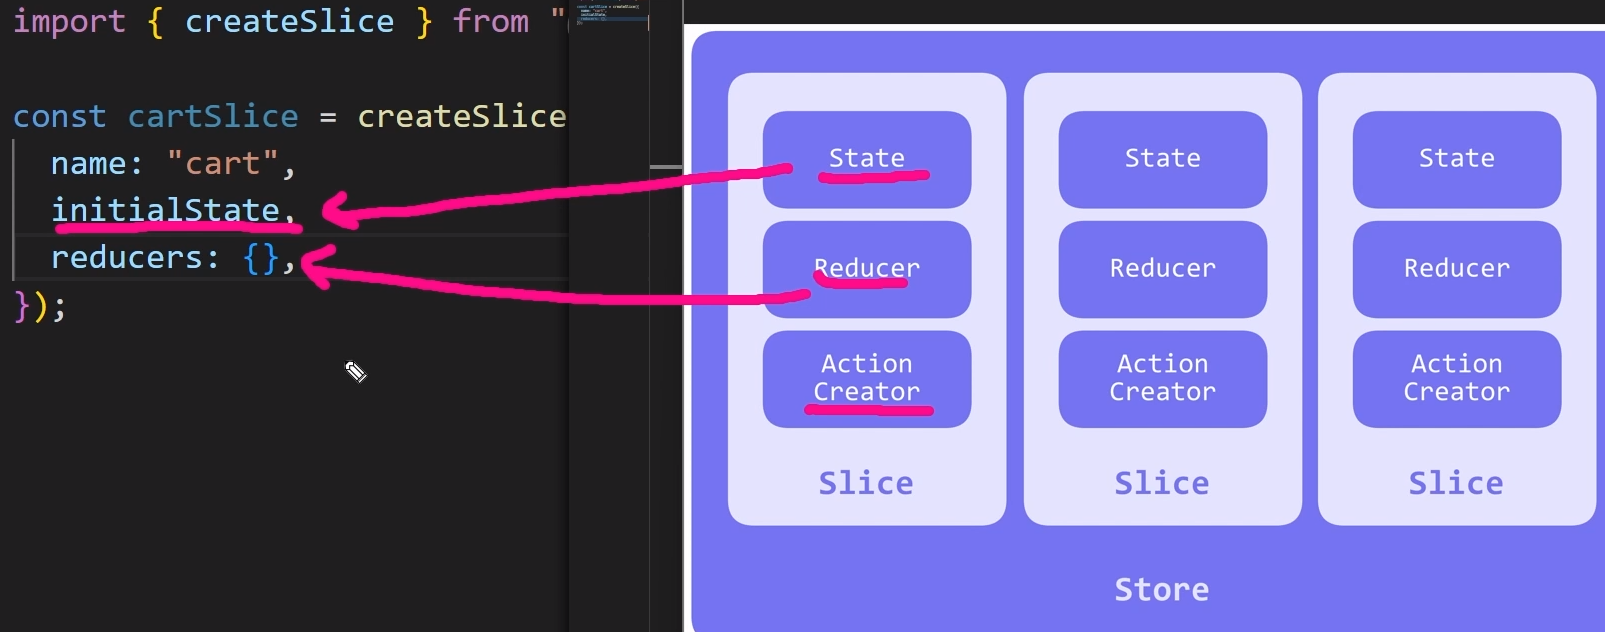 import { createSlice } from "
const cartSlice = createSlice
name: "cart",
initialState,
reducers: {},
});
State
Reducer
Action
Creator
Slice
State
Reducer
Action
Creator
Slice
State
Reducer
Action
Creator
Slice
Store